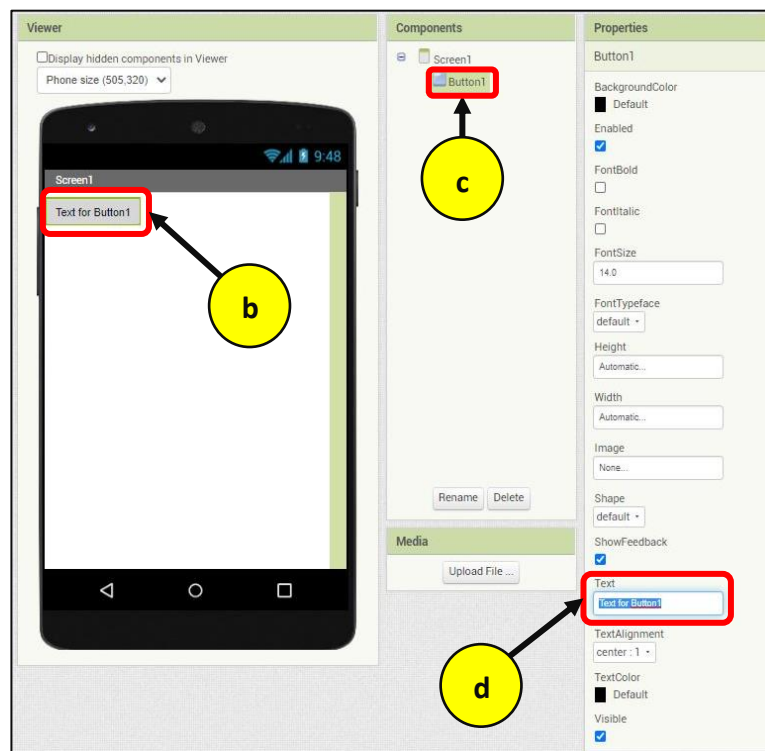 Viewer
Display hidden components in Viewer
Phone size (505,320)
9:48
Screen1
Text for Button1
b
Components
Screen1
Button1
c
Rename Delete
Media
Upload File ...
Properties
Button1
BackgroundColor
Default
Enabled
FontBold
FontItalic
FontSize
14.0
FontTypeface
default
Height
Automatic...
Width
Automatic...
Image
None...
Shape
default
ShowFeedback
Text
Text for Button1
d
TextAlignment
center : 1
TextColor
Default
Visible